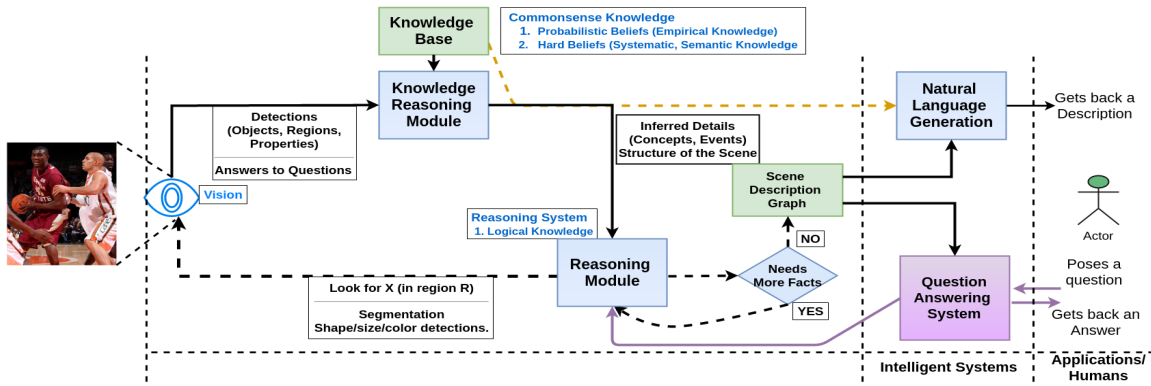 Knowledge
Base
Commonsense Knowledge
1. Probabilistic Beliefs (Empirical Knowledge)
2. Hard Beliefs (Systematic, Semantic Knowledge
Knowledge
Reasoning
Module
Natural
Language
Generation
Gets back a
Description
Detections
(Objects, Regions,
Properties)
Answers to Questions
Inferred Details
(Concepts, Events)
Structure of the Scene
Vision
Scene
Description
Graph
Actor
Reasoning System
1. Logical Knowledge
NO
Reasoning
Module
Needs
More Facts
YES
Look for X (in region R)
Segmentation
Shape/size/color detections.
Question
Answering
System
Poses a
question
Gets back an
Answer
Intelligent Systems
Applications/
Humans